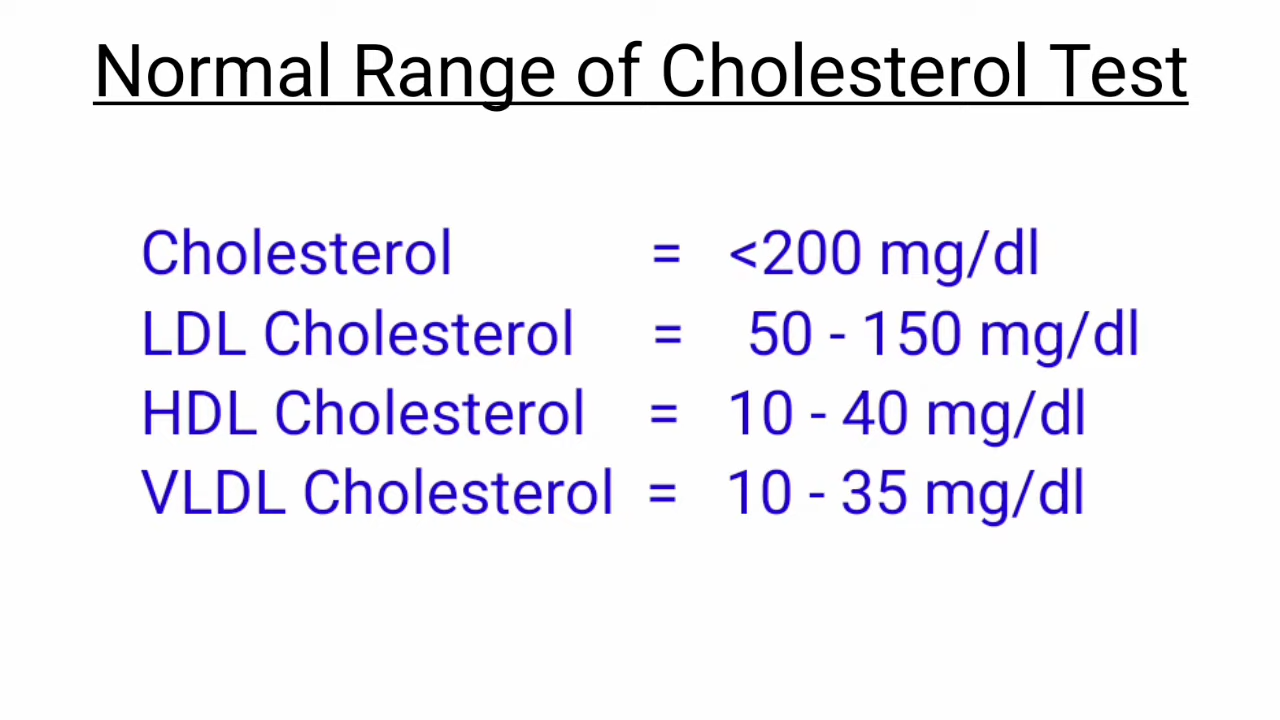 Normal Range of Cholesterol Test
Cholesterol = <200 mg/dl
LDL Cholesterol = 50 - 150 mg/dl
HDL Cholesterol = 10 - 40 mg/dl
VLDL Cholesterol = 10 - 35 mg/dl